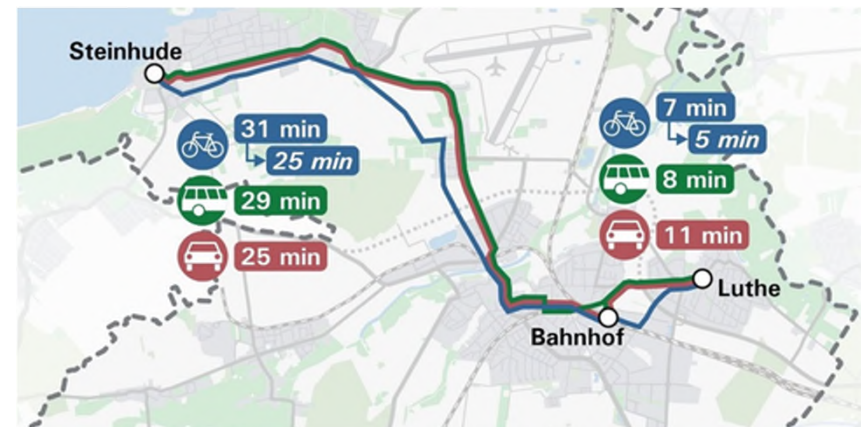 Steinhude
31 min
25 min
29 min
25 min
7 min
5 min
8 min
11 min
Luthe
Bahnhof